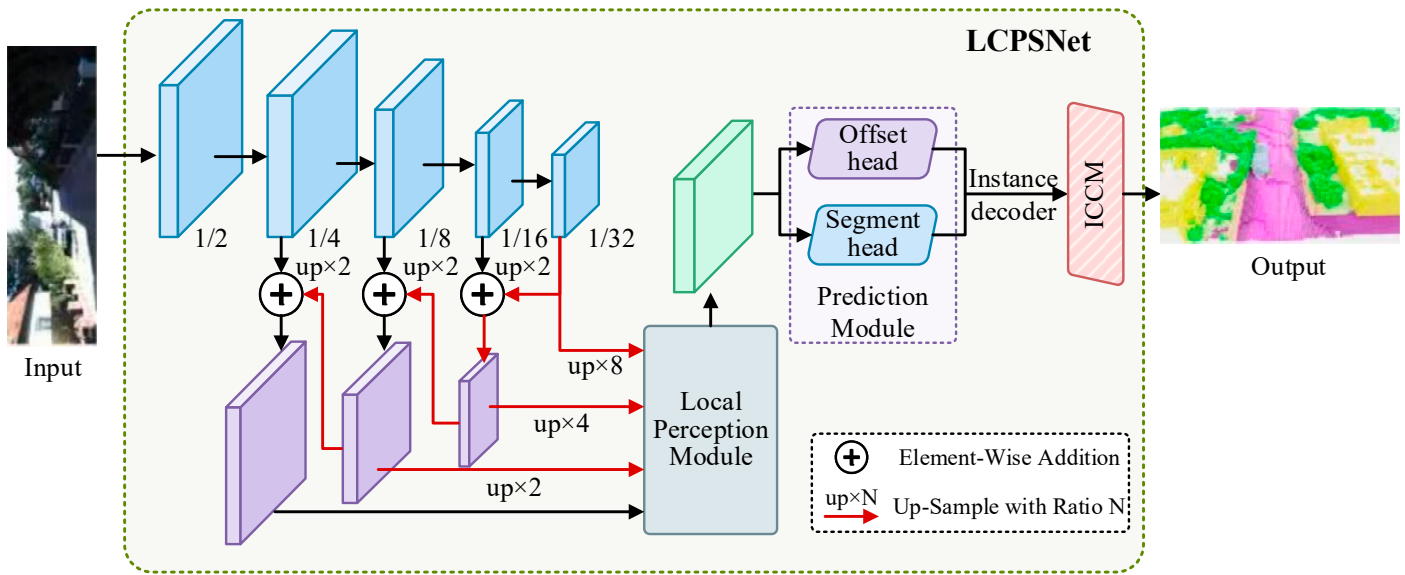 LCPSNet
Input
1/2
1/4
1/8
1/16
1/32
up×2
up×2
up×2
up×8
up×4
up×2
Local
Perception
Module
Offset
head
Segment
head
Prediction
Module
Instance
decoder
ICCM
Output
Element-Wise Addition
up×N
Up-Sample with Ratio N